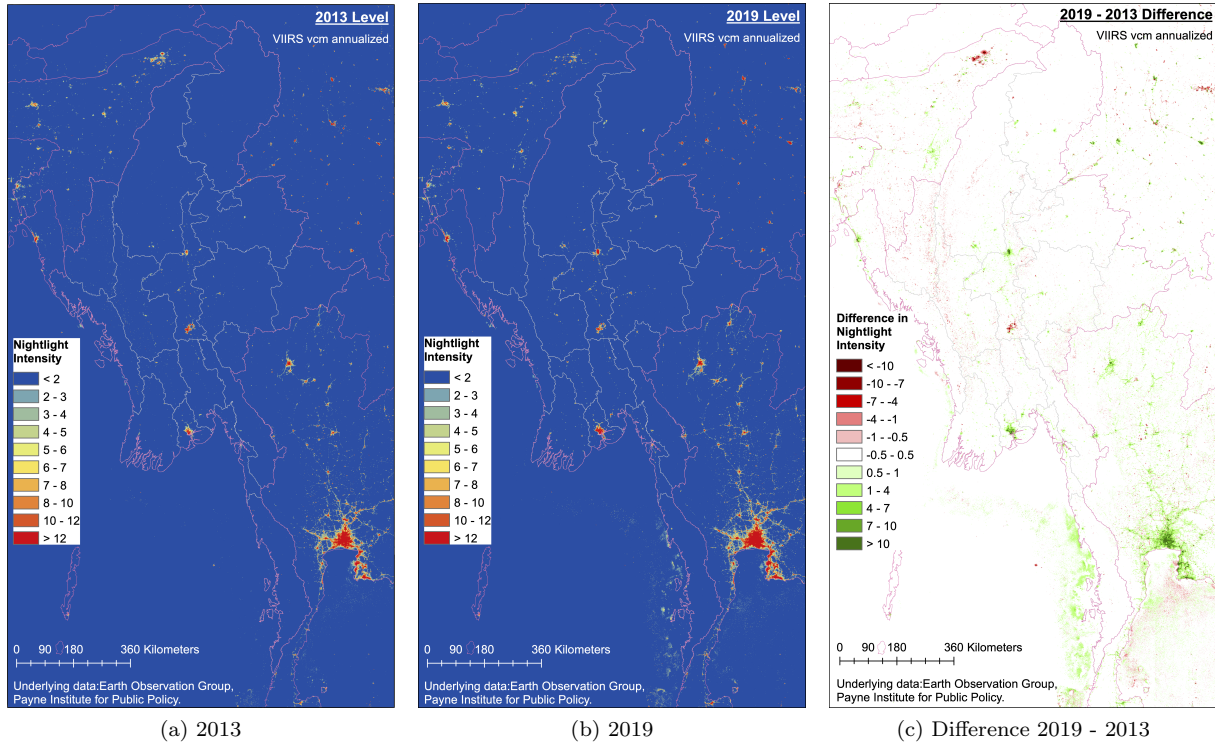 2013 Level
VIIRS vcm annualized
Nightlight
Intensity
< 2
2 - 3
3 - 4
4 - 5
5 - 6
6 - 7
7 - 8
8 - 10
10 - 12
> 12
0 90 180 360 Kilometers
Underlying data:Earth Observation Group,
Payne Institute for Public Policy.
(a) 2013
2019 Level
VIIRS vcm annualized
Nightlight
Intensity
< 2
2 - 3
3 - 4
4 - 5
5 - 6
6 - 7
7 - 8
8 - 10
10 - 12
> 12
0 90 180 360 Kilometers
Underlying data:Earth Observation Group,
Payne Institute for Public Policy.
(b) 2019
2019 - 2013 Difference
VIIRS vcm annualized
Difference in
Nightlight
Intensity
< -10
-10 - -7
-7 - -4
-4 - -1
-1 - -0.5
-0.5 - 0.5
0.5 - 1
1 - 4
4 - 7
7 - 10
> 10
0 90 180 360 Kilometers
Underlying data:Earth Observation Group,
Payne Institute for Public Policy.
(c) Difference 2019 - 2013